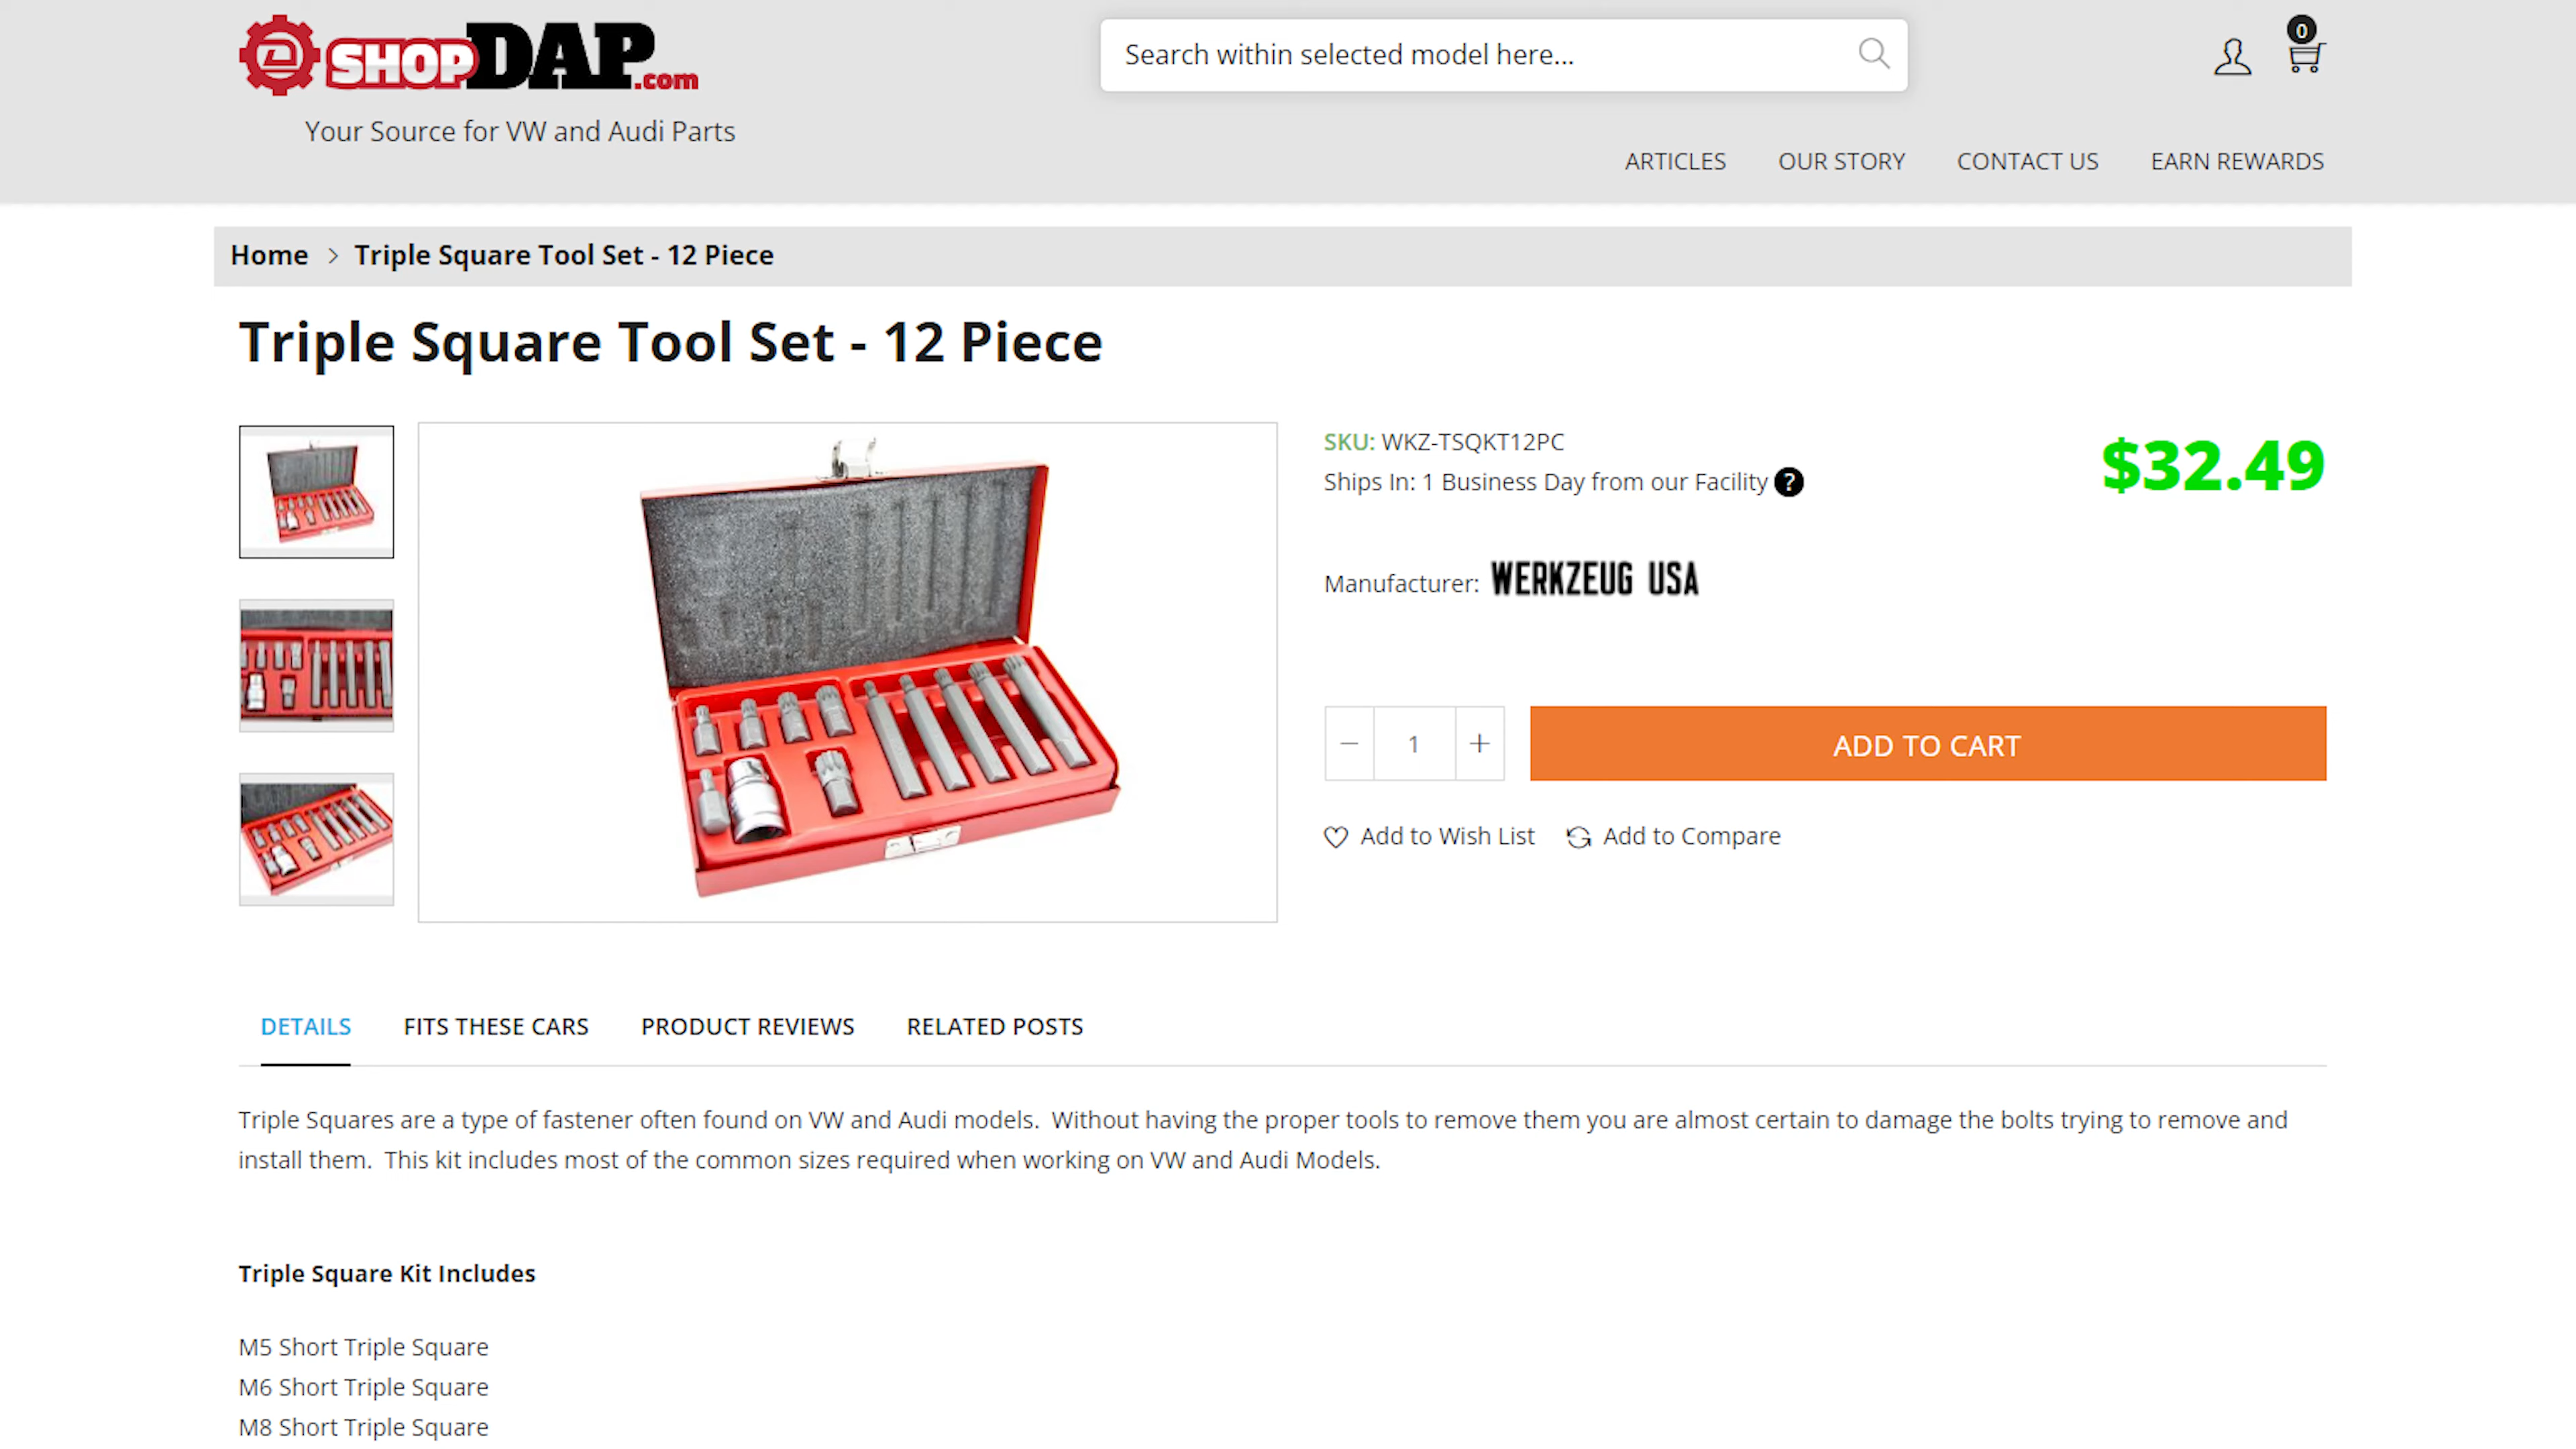 SHOPDAP.com
Search within selected model here...
0
Your Source for VW and Audi Parts
ARTICLES OUR STORY CONTACT US EARN REWARDS
Home > Triple Square Tool Set - 12 Piece
Triple Square Tool Set - 12 Piece
SKU: WKZ-TSQKT12PC
$32.49
Ships In: 1 Business Day from our Facility ?
Manufacturer: WERKZEUG USA
− 1 + ADD TO CART
Add to Wish List Add to Compare
DETAILS FITS THESE CARS PRODUCT REVIEWS RELATED POSTS
Triple Squares are a type of fastener often found on VW and Audi models. Without having the proper tools to remove them you are almost certain to damage the bolts trying to remove and
install them. This kit includes most of the common sizes required when working on VW and Audi Models.
Triple Square Kit Includes
M5 Short Triple Square
M6 Short Triple Square
M8 Short Triple Square